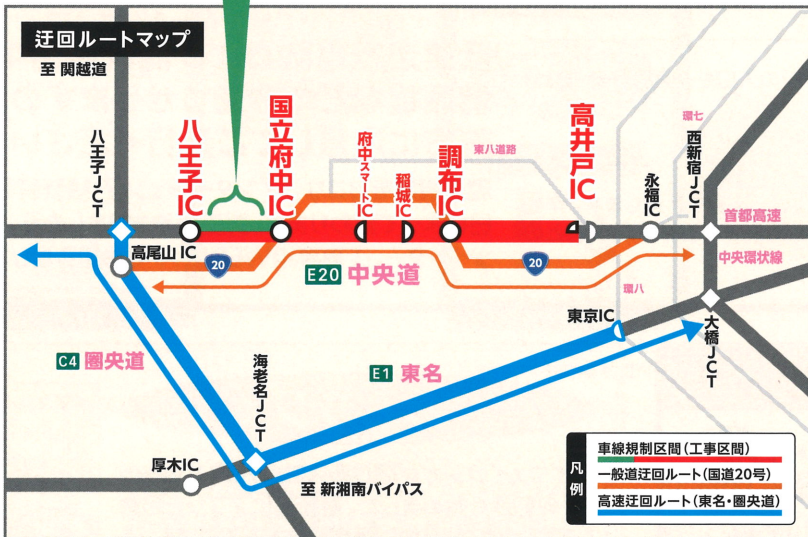 迂回ルートマップ
至 関越道
八王子JCT
八王子IC
国立府中IC
府中スマートIC
稲城IC
調布IC
東八道路
高井戸IC
環七
永福IC
西新宿JCT
首都高速
中央環状線
高尾山IC
20
E20 中央道
20
環八
東京IC
大橋JCT
C4 圏央道
海老名JCT
E1 東名
厚木IC
至 新湘南バイパス
凡例
車線規制区間(工事区間)
一般道迂回ルート(国道20号)
高速迂回ルート(東名・圏央道)